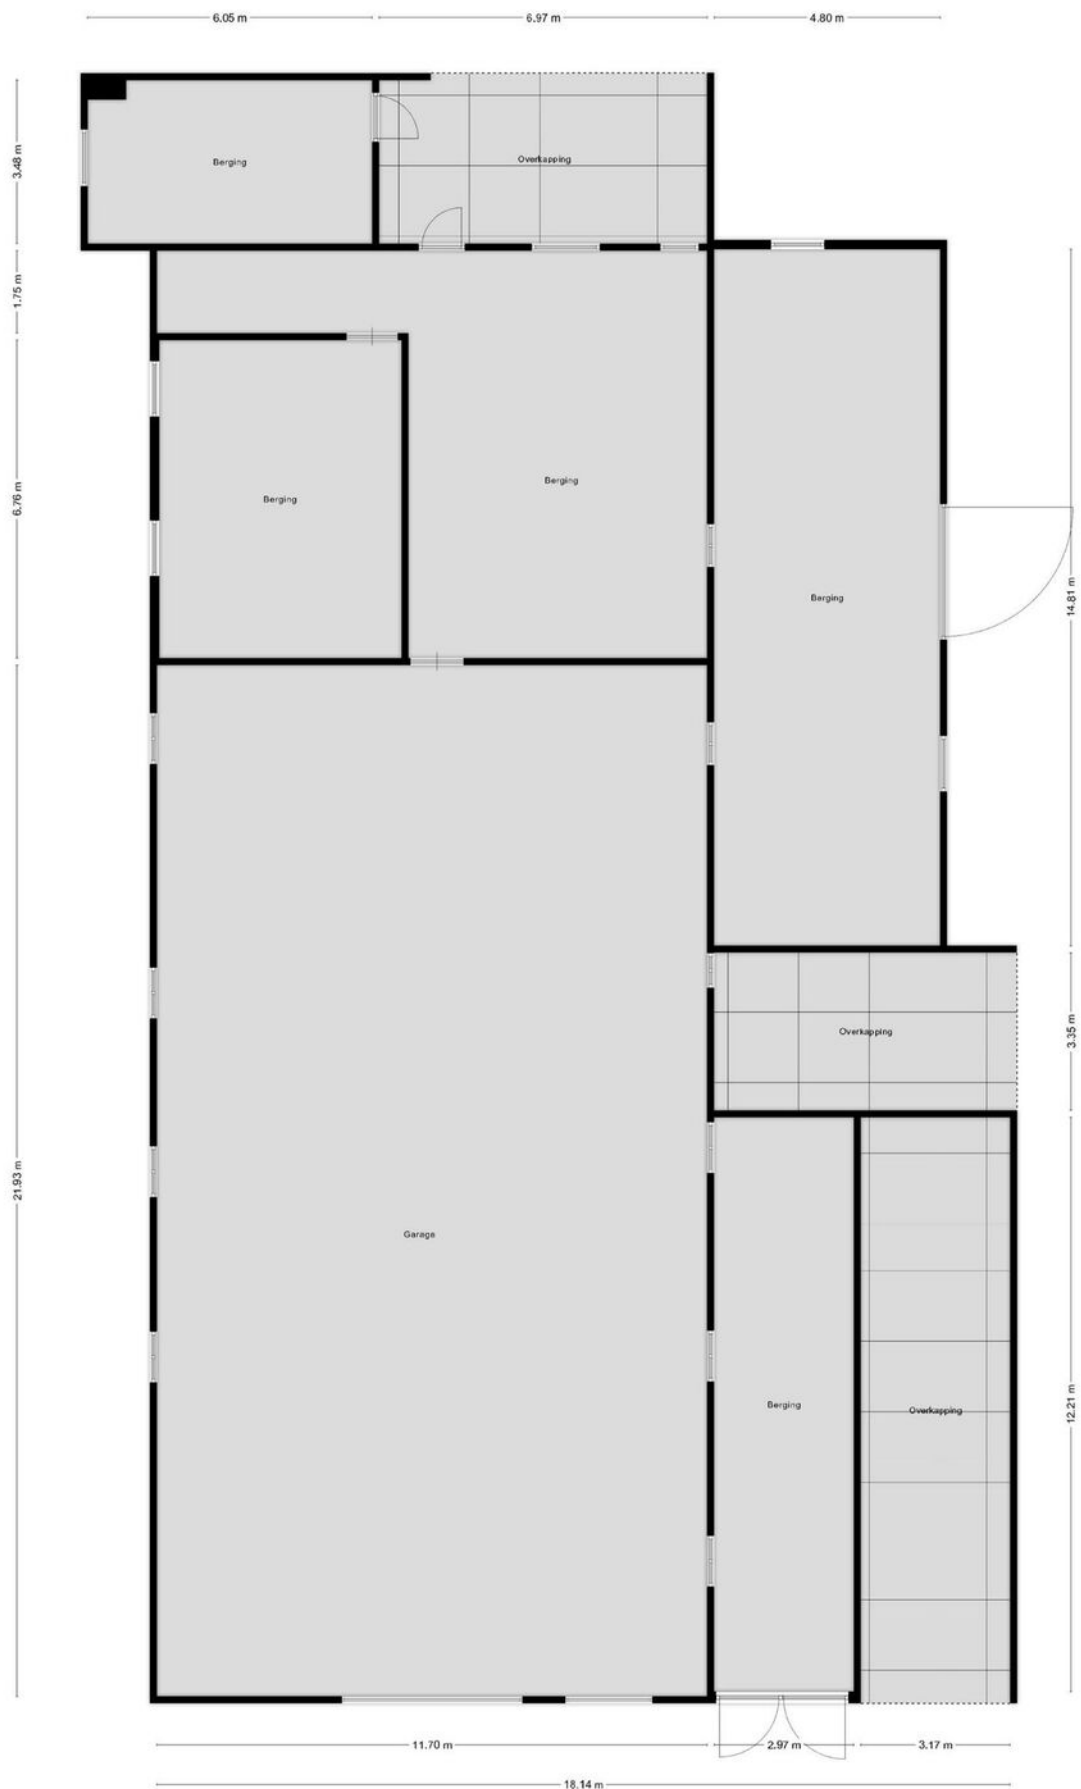 6.05 m
6.97 m
4.80 m
3.48 m
Berging
Overkapping
1.75 m
6.76 m
Berging
Berging
Berging
14.81 m
Overkapping
3.35 m
21.93 m
Garage
Berging
Overkapping
12.21 m
11.70 m
2.97 m
3.17 m
18.14 m